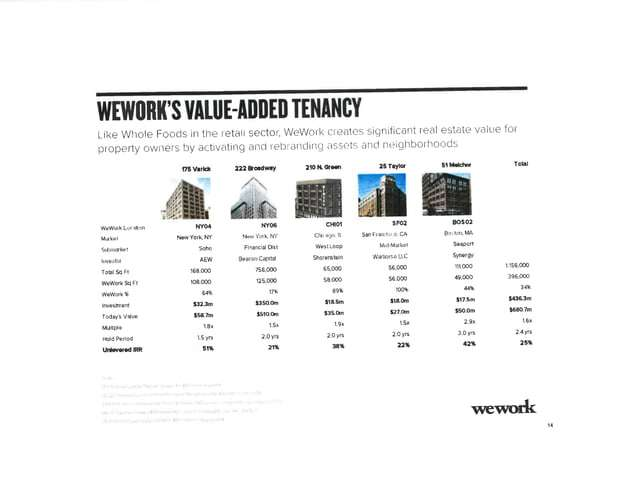 WEWORK'S VALUE-ADDED TENANCY
Like Whole Foods in the retail sector, WeWork creates significant real estate value for
property owners by activating and rebranding assets and neighborhoods
175 Varick 222 Broadway 210 N. Green 25 Taylor 51 Melcher Total
WeWork Location NY04 NY06 CHI01 SF02 BOS02
Market New York, NY New York, NY Chicago, IL San Francisco, CA Boston, MA
Submarket Soho Financial Dist West Loop Mid-Market Seaport
Investor AEW Beacon Capital Shorenstein LLC Synergy
Total Sq Ft 168,000 756,000 65,000 56,000 111,000 1,156,000
WeWork Sq Ft 108,000 125,000 58,000 56,000 49,000 396,000
WeWork % 64% 17% 89% 100% 44% 34%
Investment $32.3m $350.0m $18.5m $18.0m $17.5m $436.3m
Today's Value $58.7m $510.0m $35.0m $27.0m $50.0m $680.7m
Multiple 1.8x 1.5x 1.9x 1.5x 2.9x 1.6x
Hold Period 1.5 yrs 2.0 yrs 2.0 yrs 2.0 yrs 3.0 yrs 2.4 yrs
Unlevered IRR 51% 21% 38% 22% 42% 25%
wework
14